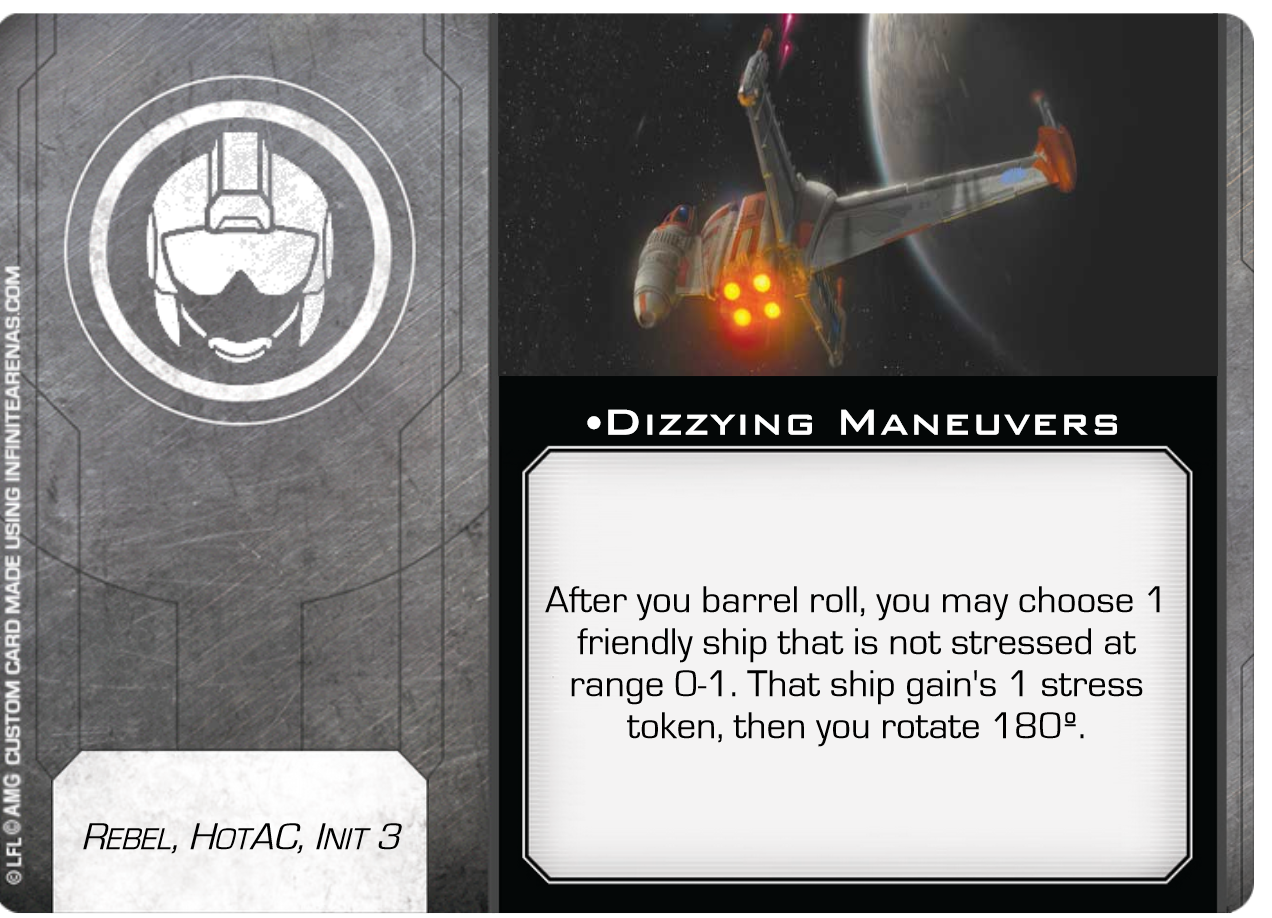 ©LFL ©AMG CUSTOM CARD MADE USING INFINITEARENAS.COM
•Dizzying Maneuvers
After you barrel roll, you may choose 1
friendly ship that is not stressed at
range 0-1. That ship gain's 1 stress
token, then you rotate 180º.
Rebel, HotAC, Init 3